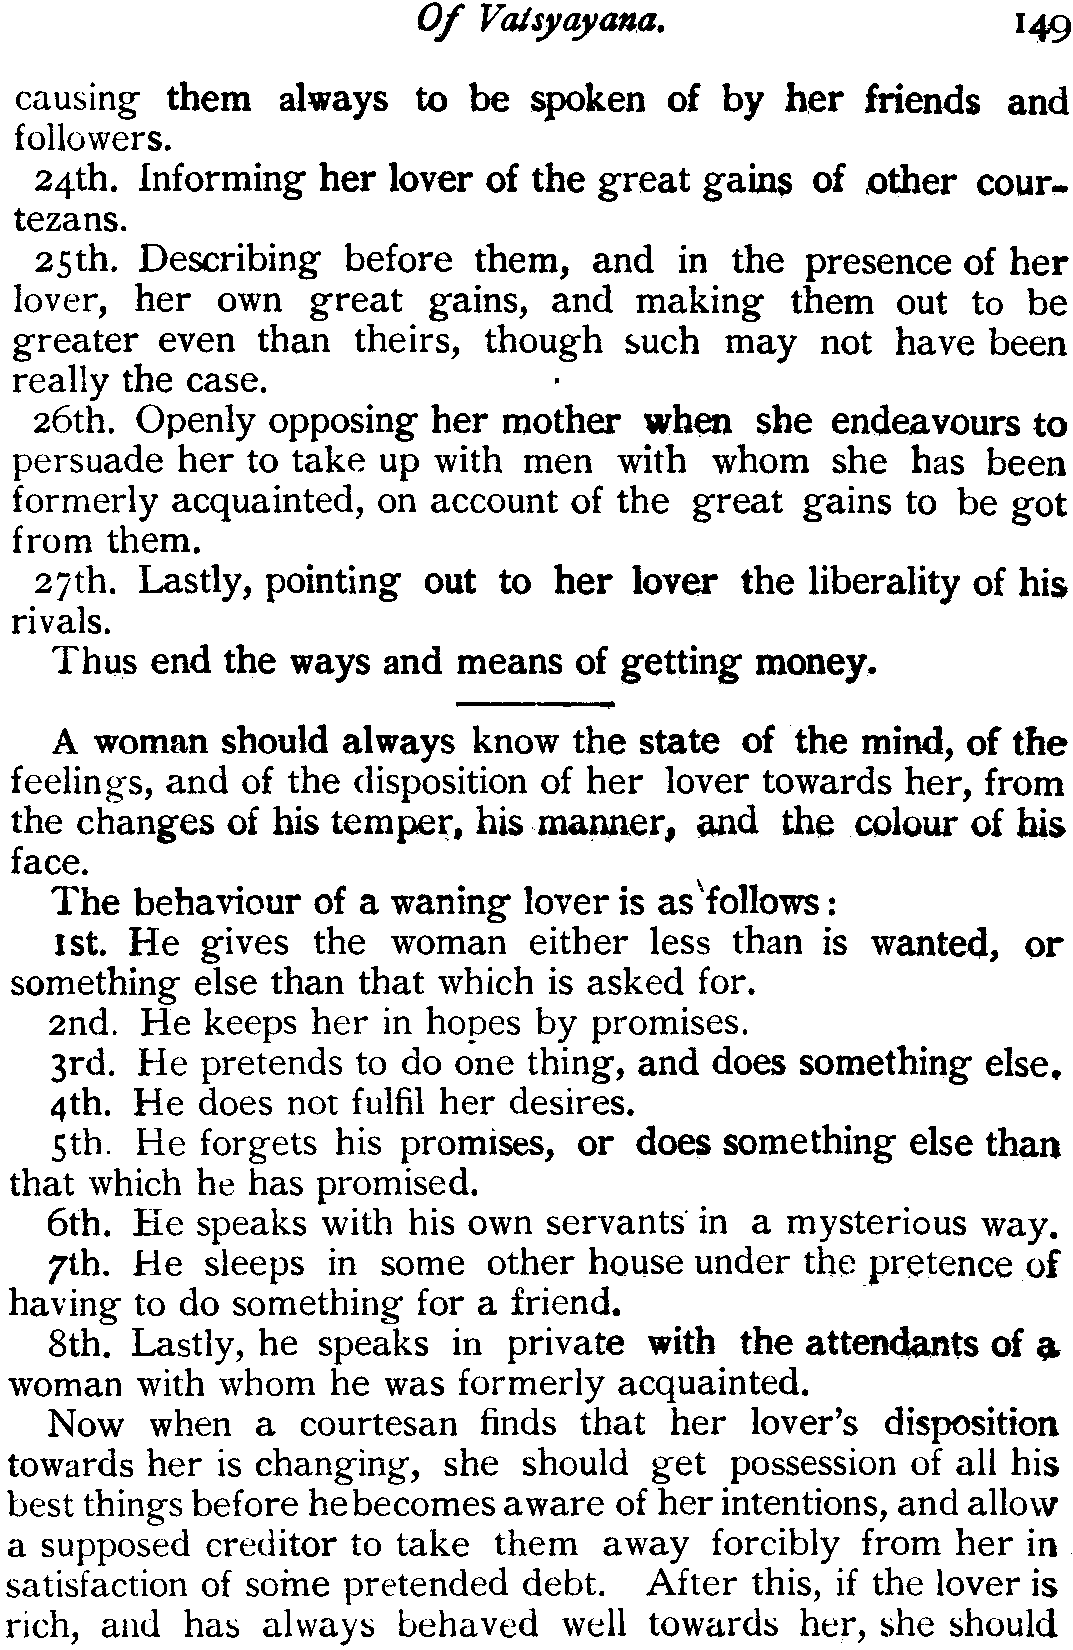 Of Vatsyayana. 149
causing them always to be spoken of by her friends and
followers.
24th. Informing her lover of the great gains of other cour-
tezans.
25th. Describing before them, and in the presence of her
lover, her own great gains, and making them out to be
greater even than theirs, though such may not have been
really the case.
26th. Openly opposing her mother when she endeavours to
persuade her to take up with men with whom she has been
formerly acquainted, on account of the great gains to be got
from them.
27th. Lastly, pointing out to her lover the liberality of his
rivals.
Thus end the ways and means of getting money.
A woman should always know the state of the mind, of the
feelings, and of the disposition of her lover towards her, from
the changes of his temper, his manner, and the colour of his
face.
The behaviour of a waning lover is as follows:
1st. He gives the woman either less than is wanted, or
something else than that which is asked for.
2nd. He keeps her in hopes by promises.
3rd. He pretends to do one thing, and does something else.
4th. He does not fulfil her desires.
5th. He forgets his promises, or does something else than
that which he has promised.
6th. He speaks with his own servants in a mysterious way.
7th. He sleeps in some other house under the pretence of
having to do something for a friend.
8th. Lastly, he speaks in private with the attendants of a
woman with whom he was formerly acquainted.
Now when a courtesan finds that her lover's disposition
towards her is changing, she should get possession of all his
best things before he becomes aware of her intentions, and allow
a supposed creditor to take them away forcibly from her in
satisfaction of some pretended debt. After this, if the lover is
rich, and has always behaved well towards her, she should